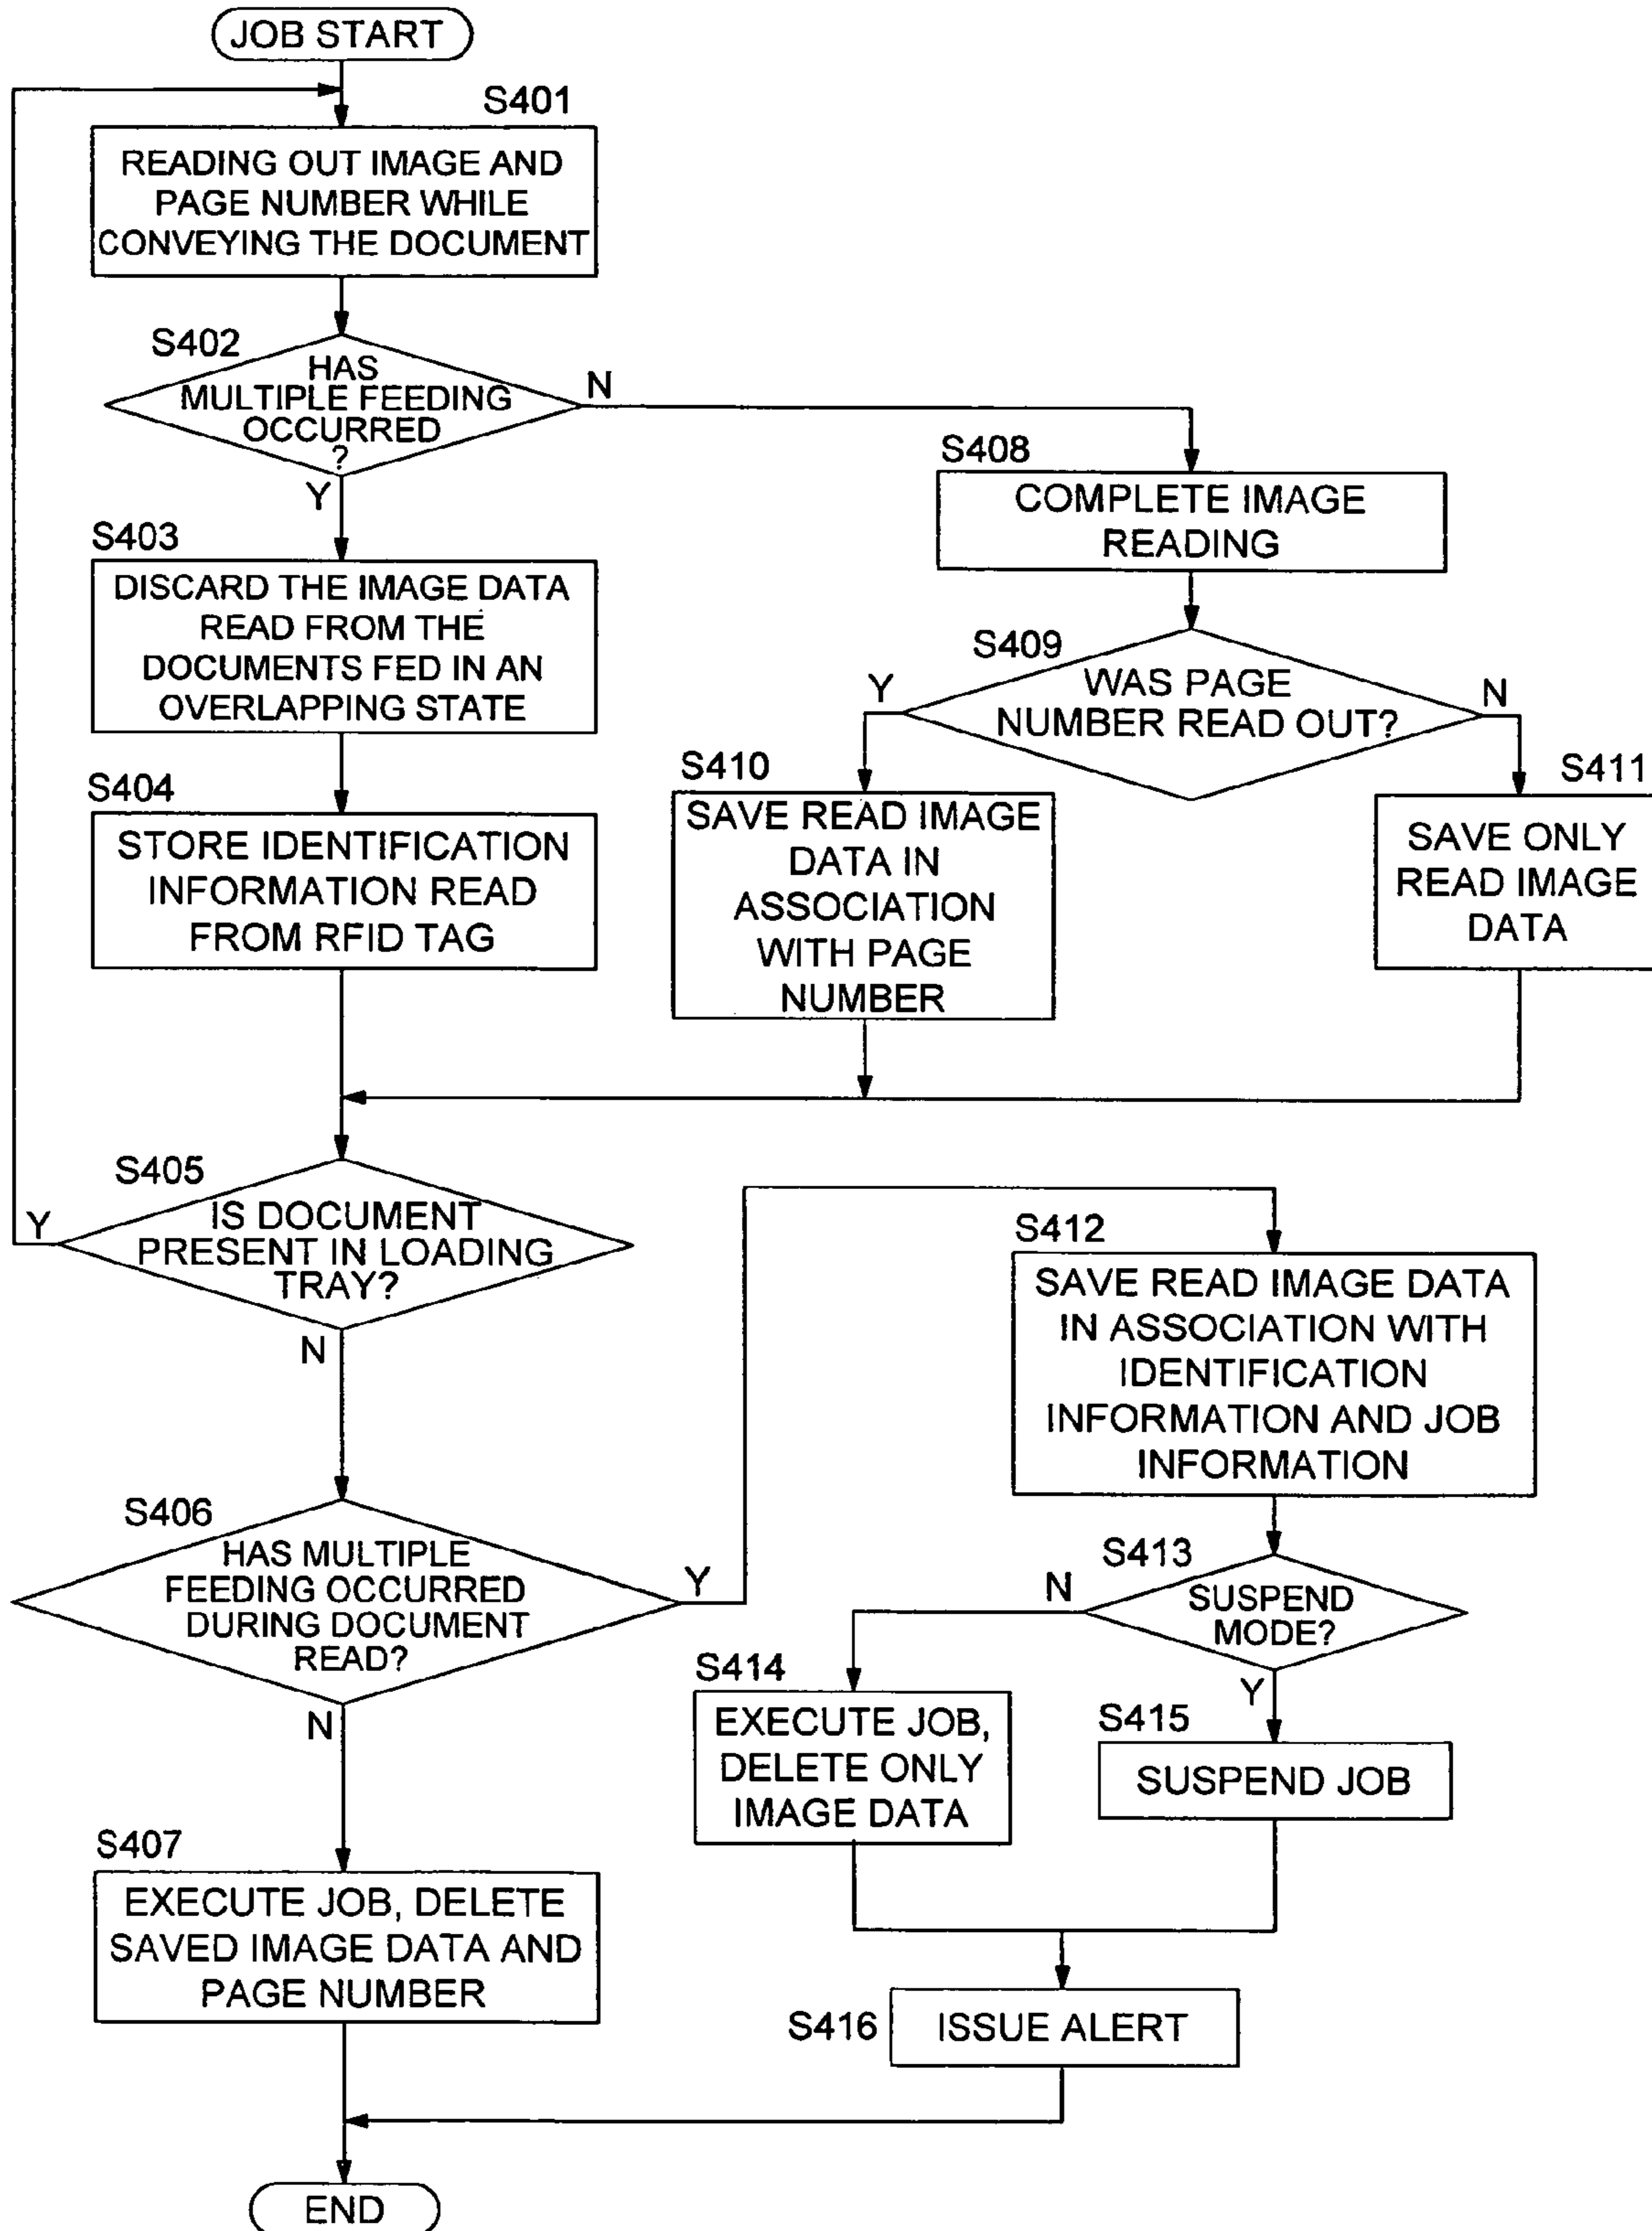 JOB START
S401
READING OUT IMAGE AND
PAGE NUMBER WHILE
CONVEYING THE DOCUMENT
S402
HAS
MULTIPLE FEEDING
OCCURRED
?
N
Y
S403
DISCARD THE IMAGE DATA
READ FROM THE
DOCUMENTS FED IN AN
OVERLAPPING STATE
S404
STORE IDENTIFICATION
INFORMATION READ
FROM RFID TAG
S408
COMPLETE IMAGE
READING
S409
WAS PAGE
NUMBER READ OUT?
Y
N
S410
SAVE READ IMAGE
DATA IN
ASSOCIATION
WITH PAGE
NUMBER
S411
SAVE ONLY
READ IMAGE
DATA
S405
IS DOCUMENT
PRESENT IN LOADING
TRAY?
Y
N
S406
HAS MULTIPLE
FEEDING OCCURRED
DURING DOCUMENT
READ?
Y
N
S407
EXECUTE JOB, DELETE
SAVED IMAGE DATA AND
PAGE NUMBER
S412
SAVE READ IMAGE DATA
IN ASSOCIATION WITH
IDENTIFICATION
INFORMATION AND JOB
INFORMATION
S413
SUSPEND
MODE?
N
Y
S414
EXECUTE JOB,
DELETE ONLY
IMAGE DATA
S415
SUSPEND JOB
S416
ISSUE ALERT
END